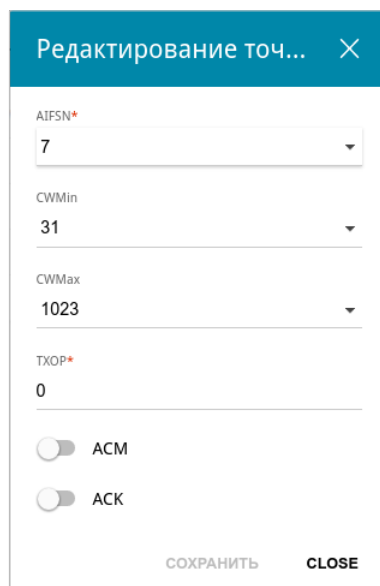 Редактирование точ...
AIFSN*
7
CWMin
31
CWMax
1023
TXOP*
0
ACM
ACK
СОХРАНИТЬ CLOSE